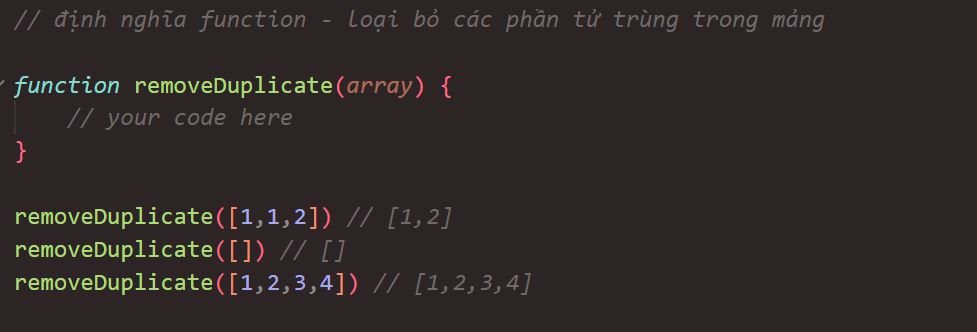 // định nghĩa function - loại bỏ các phần tử trùng trong mảng
function removeDuplicate(array) {
// your code here
}
removeDuplicate([1,1,2]) // [1,2]
removeDuplicate([]) // []
removeDuplicate([1,2,3,4]) // [1,2,3,4]